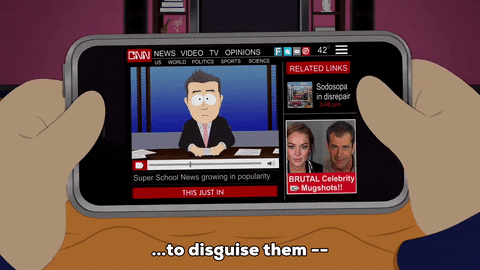 CNN NEWS VIDEO TV OPINIONS 42°
US WORLD POLITICS SPORTS SCIENCE
RELATED LINKS
Sodosopa
in disrepair
Super School News growing in popularity
THIS JUST IN
BRUTAL Celebrity
AD Mugshots!!
...to disguise them --